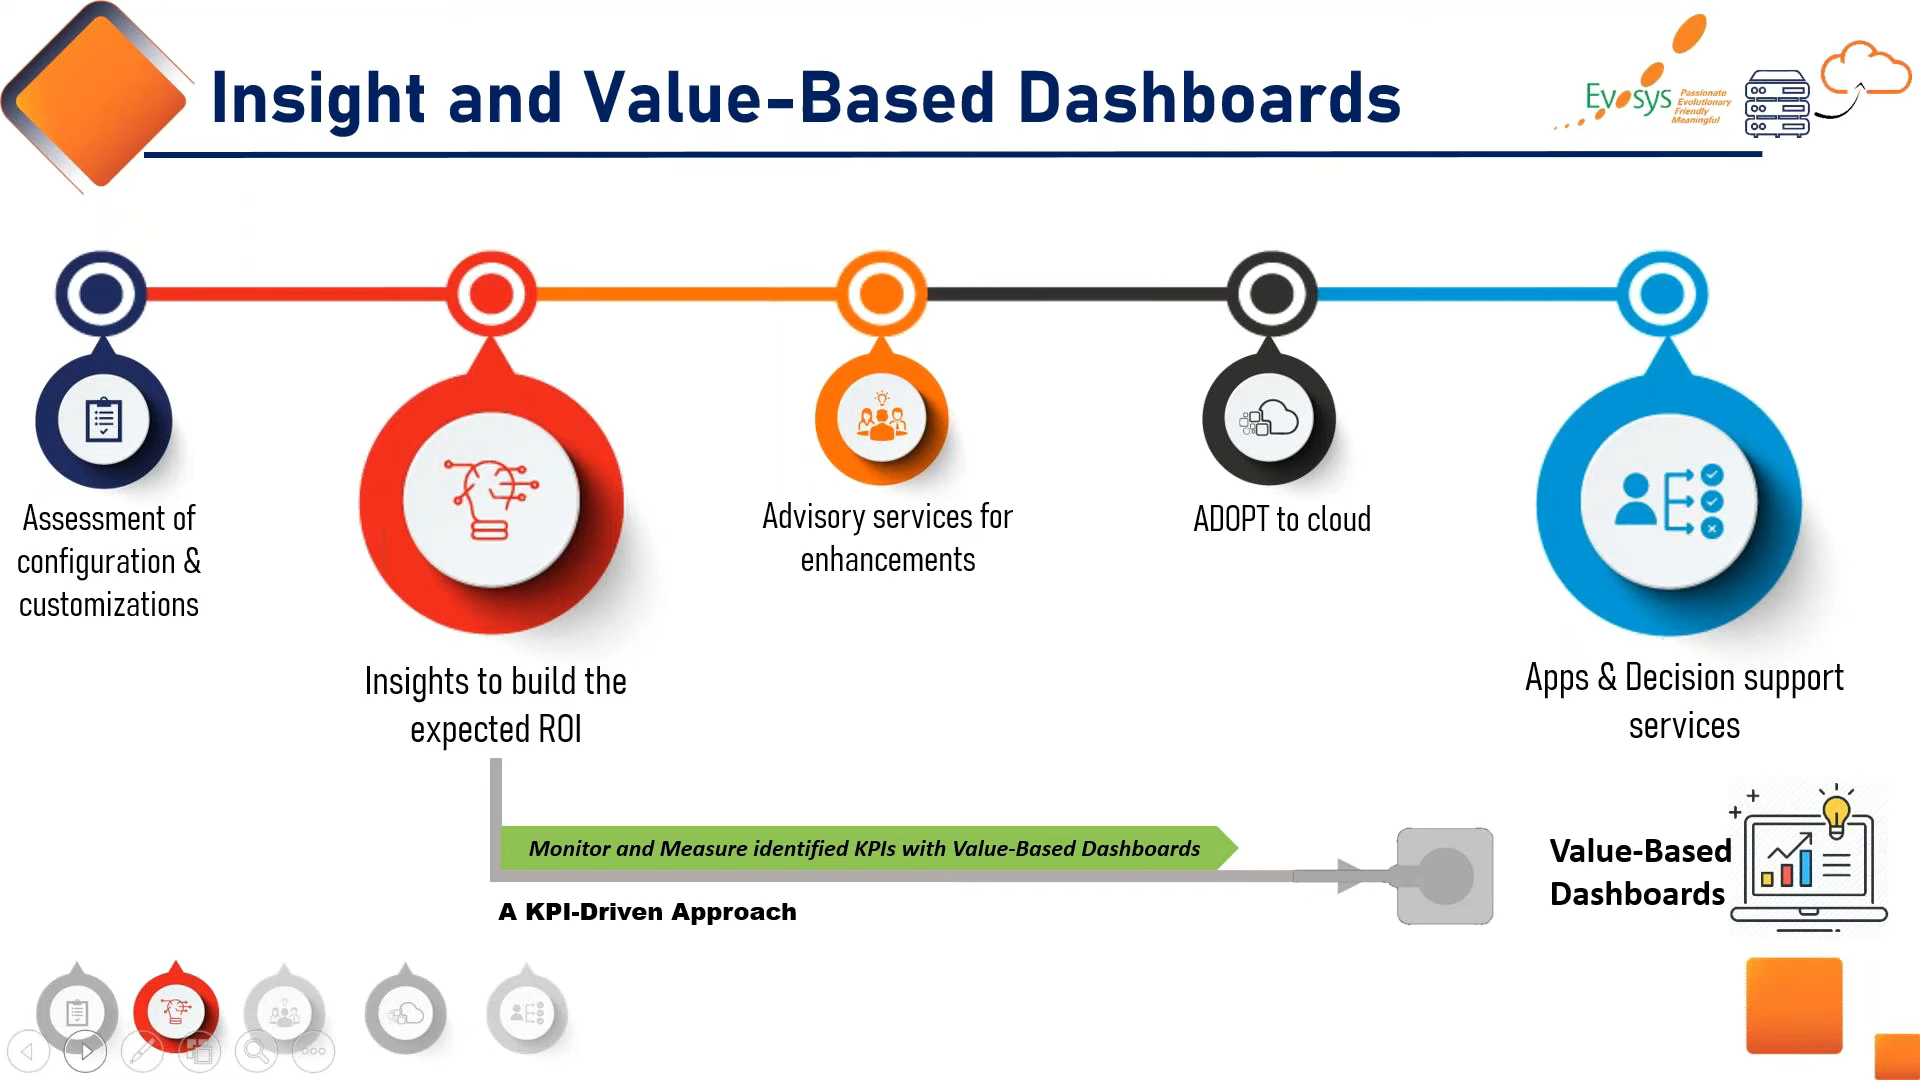 Insight and Value-Based Dashboards
Evosys
Passionate
Evolutionary
Friendly
Meaningful
Assessment of
configuration &
customizations
Insights to build the
expected ROI
Advisory services for
enhancements
ADOPT to cloud
Apps & Decision support
services
Monitor and Measure identified KPIs with Value-Based Dashboards
A KPI-Driven Approach
Value-Based
Dashboards